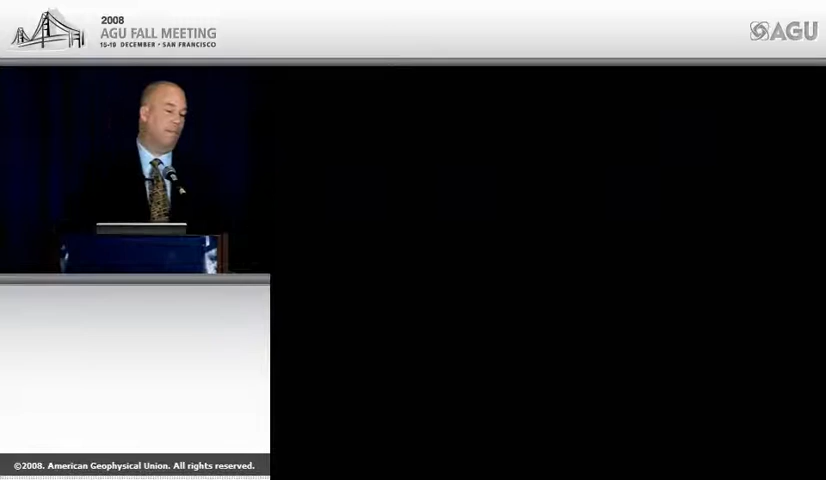 2008
AGU FALL MEETING
15-19 DECEMBER • SAN FRANCISCO
AGU
©2008. American Geophysical Union. All rights reserved.